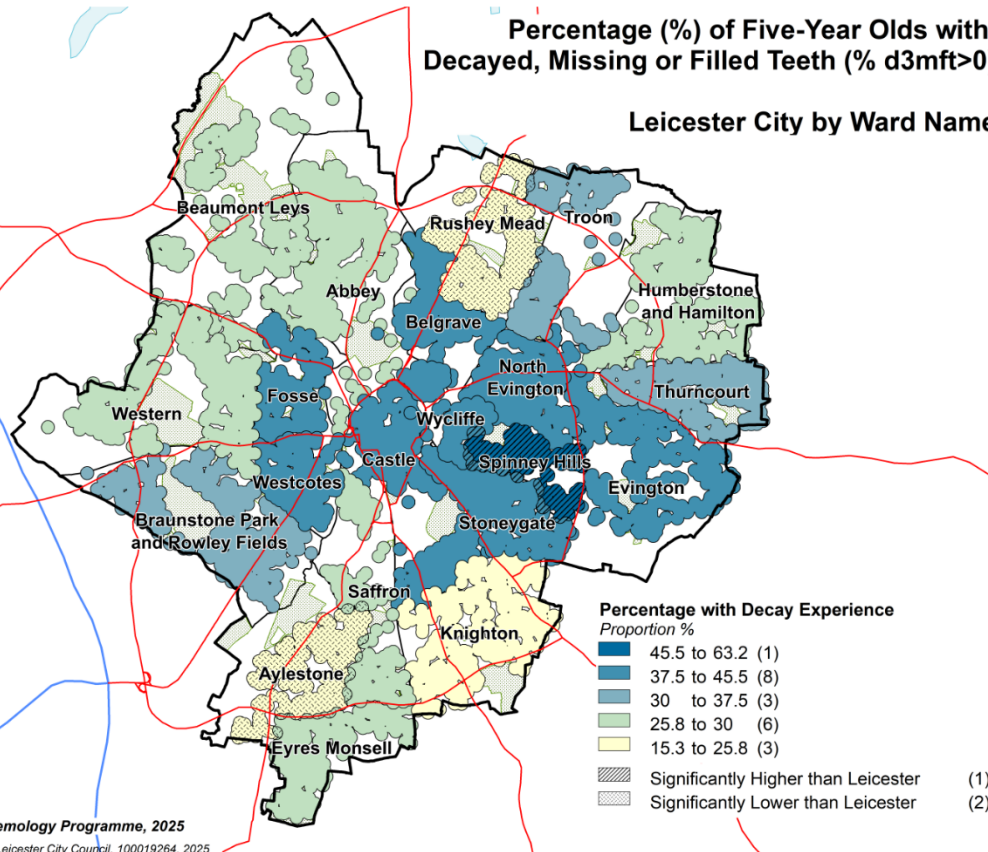 Percentage (%) of Five-Year Olds with
Decayed, Missing or Filled Teeth (% d3mft>0
Leicester City by Ward Name
Beaumont Leys
Rushey Mead
Troon
Abbey
Humberstone
and Hamilton
Belgrave
North
Evington
Thurncourt
Fosse
Western
Wycliffe
Castle
Spinney Hills
Westcotes
Evington
Braunstone Park
and Rowley Fields
Stoneygate
Saffron
Knighton
Aylestone
Eyres Monsell
Percentage with Decay Experience
Proportion %
45.5 to 63.2 (1)
37.5 to 45.5 (8)
30 to 37.5 (3)
25.8 to 30 (6)
15.3 to 25.8 (3)
Significantly Higher than Leicester (1)
Significantly Lower than Leicester (2)
emology Programme, 2025
Leicester City Council, 100019264, 2025